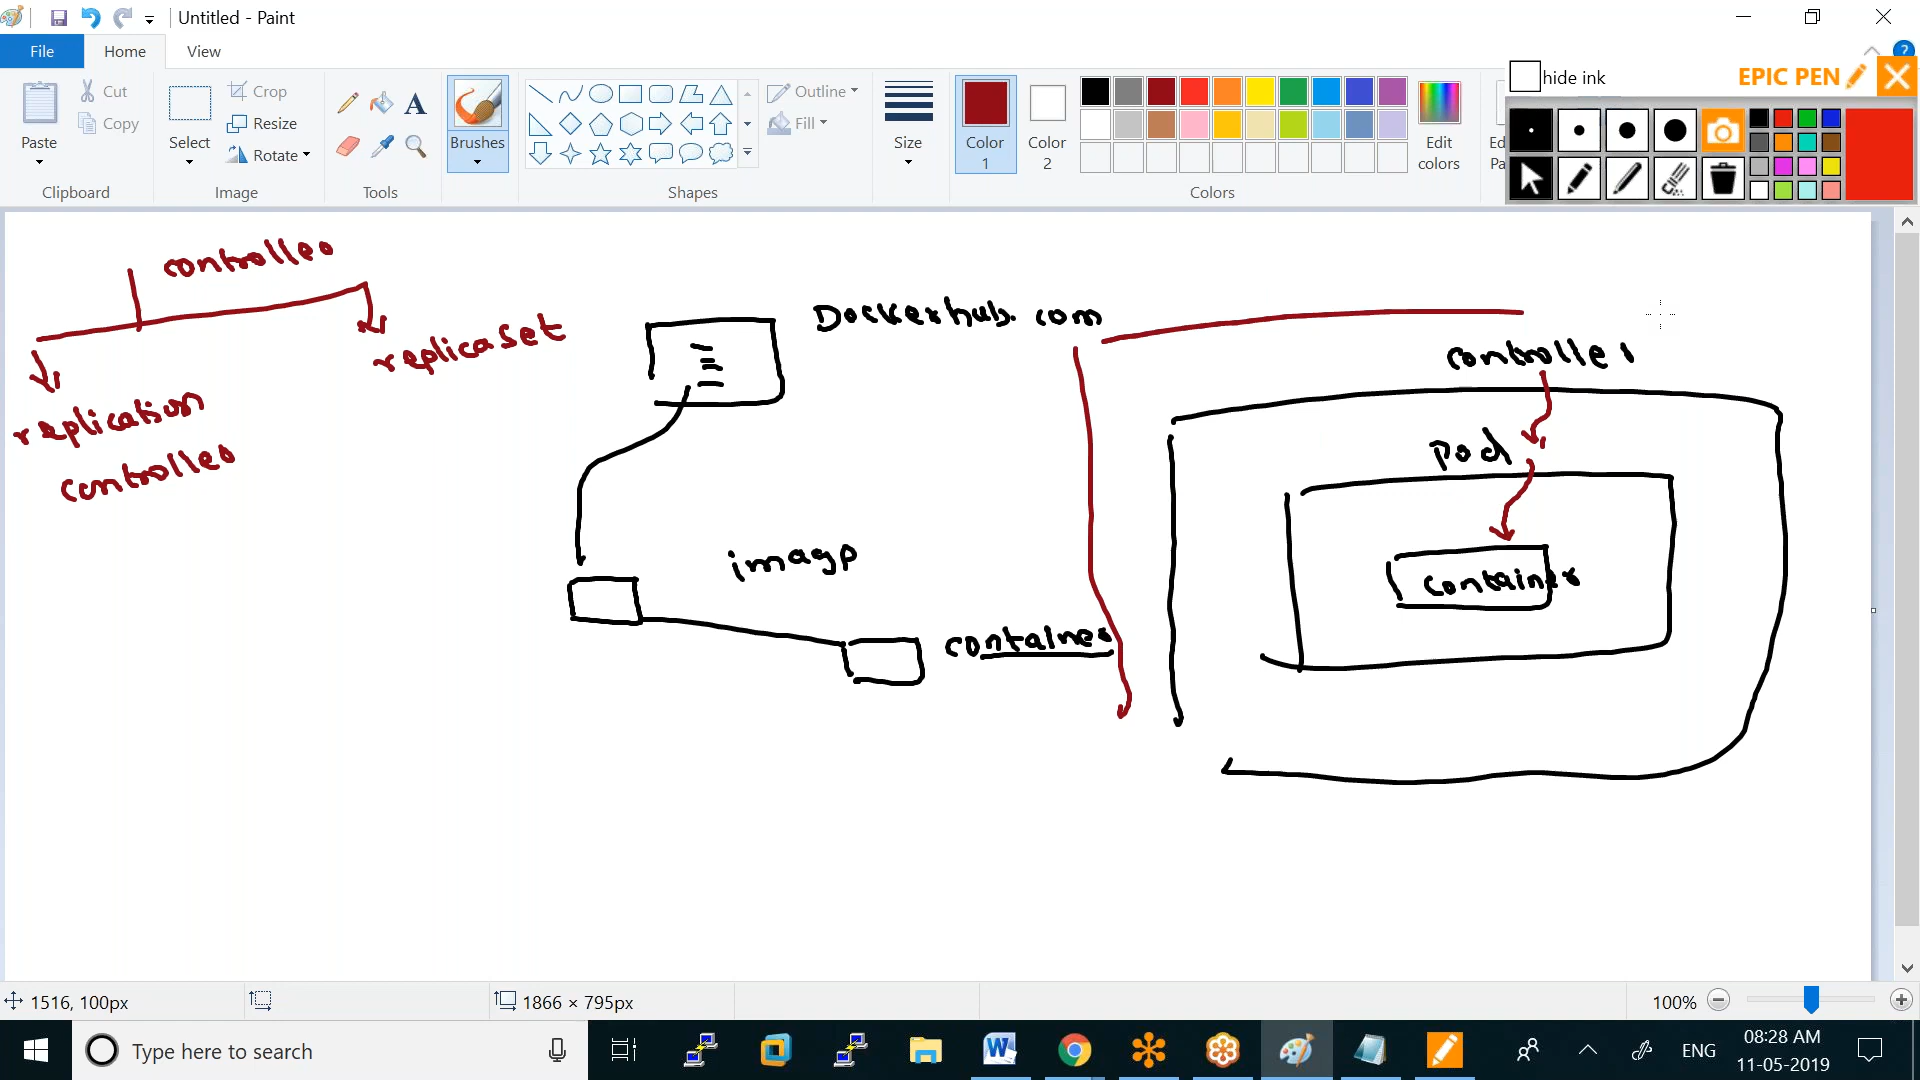 Untitled - Paint
File
Home
View
hide ink
EPIC PEN
Paste
Cut
Copy
Select
Crop
Resize
Rotate
Brushes
Outline
Fill
Size
Color
1
Color
2
Edit
colors
Clipboard
Image
Tools
Shapes
Colors
controller
replicaset
replication
controller
Dockerhub.com
image
container
controller
pod
container
1516, 100px
1866 × 795px
100%
Type here to search
ENG
08:28 AM
11-05-2019